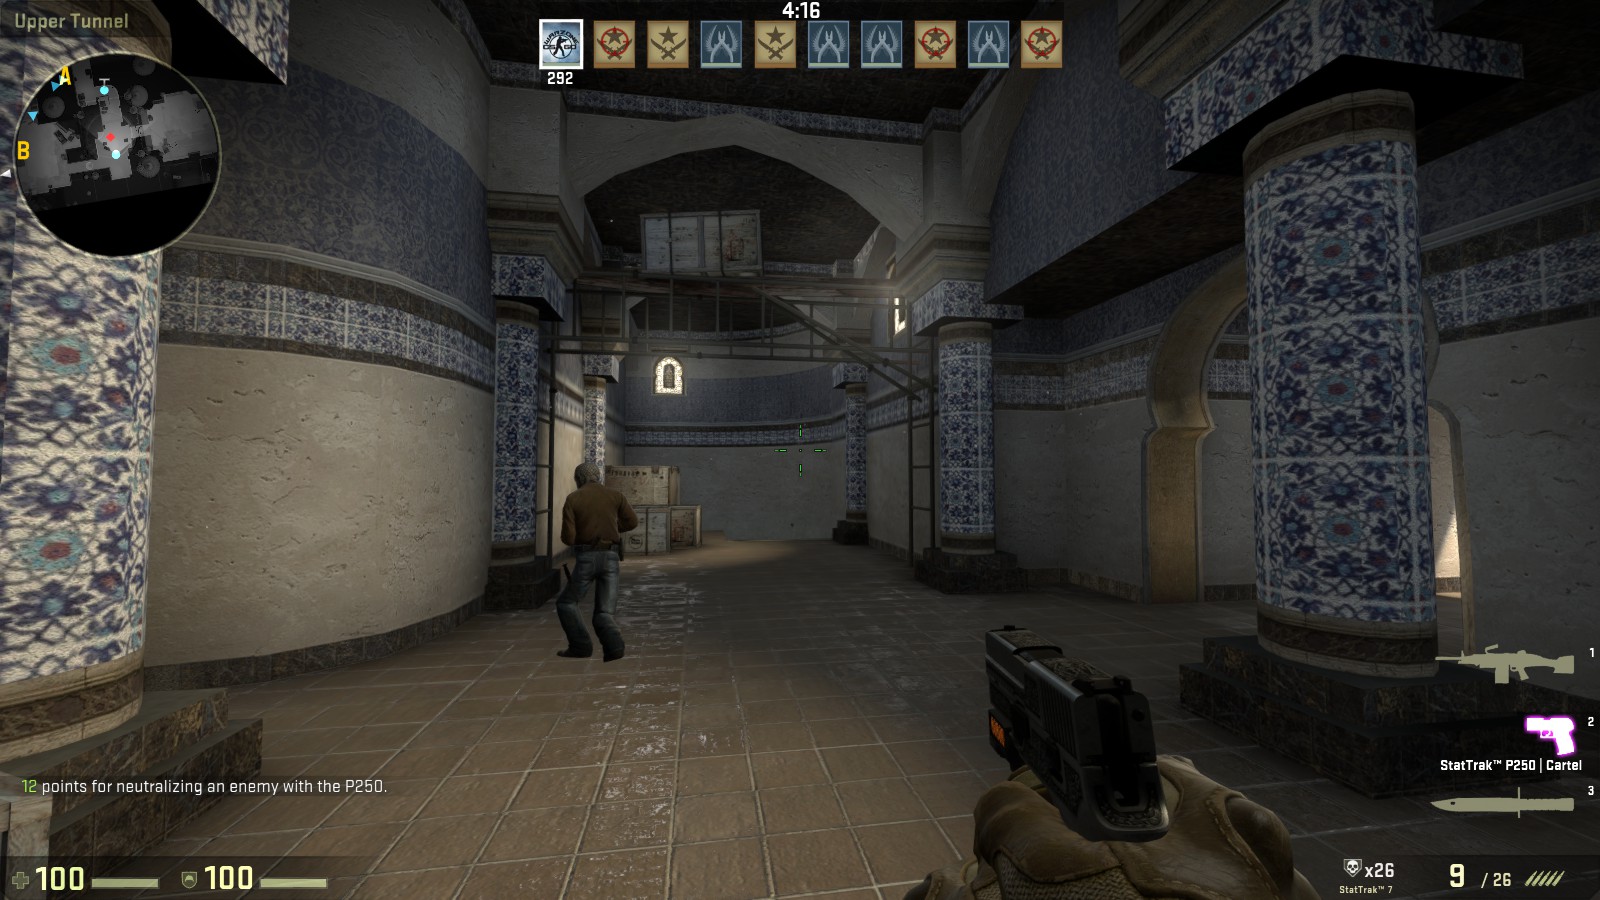 Upper Tunnel
4:16
292
A
T
B
1
2
StatTrak™ P250 | Cartel
3
12 points for neutralizing an enemy with the P250.
100
100
x26
StatTrak™ 7
9 / 26